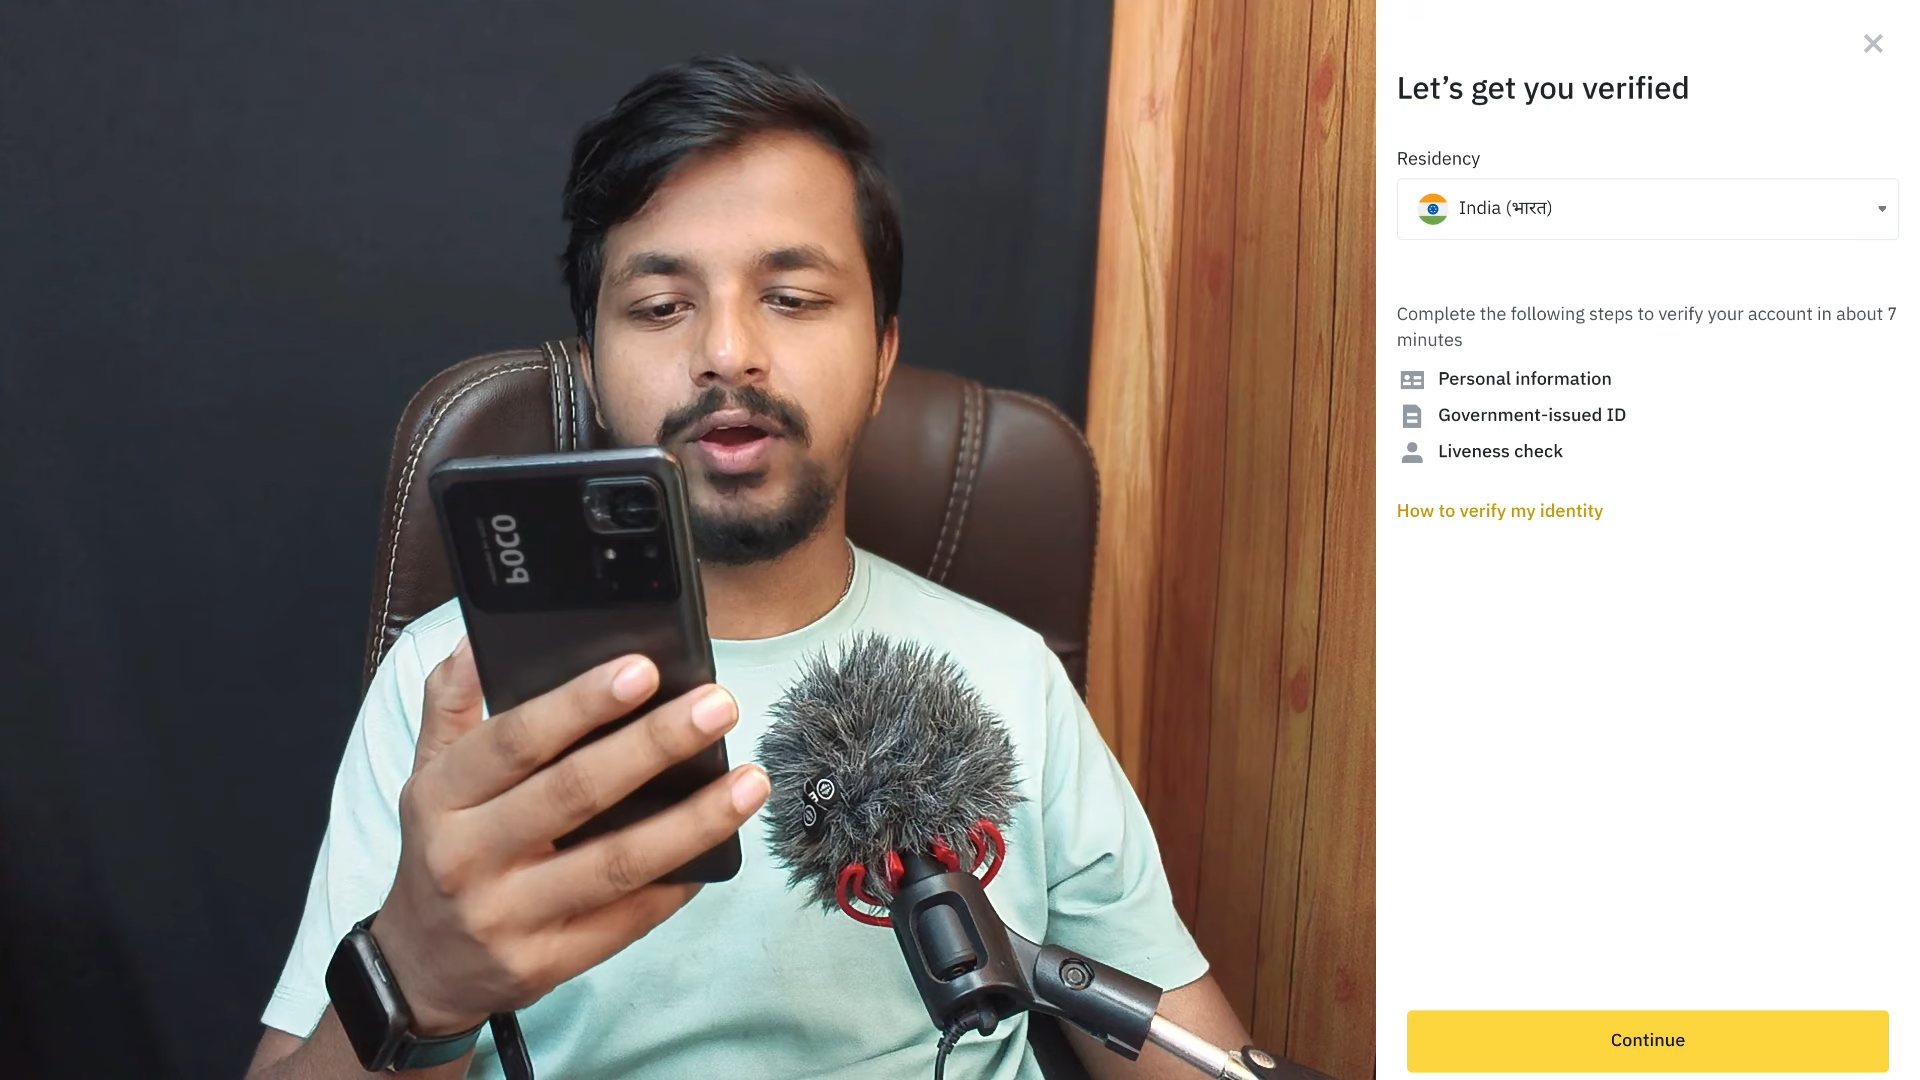 Let's get you verified
Residency
India (भारत)
Complete the following steps to verify your account in about 7
minutes
Personal information
Government-issued ID
Liveness check
How to verify my identity
Continue
POCO